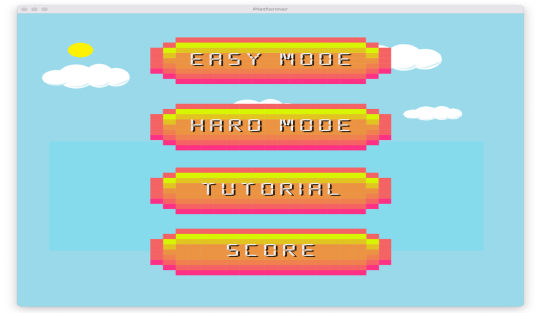 Platformer
EASY MODE
HARD MODE
TUTORIAL
SCORE